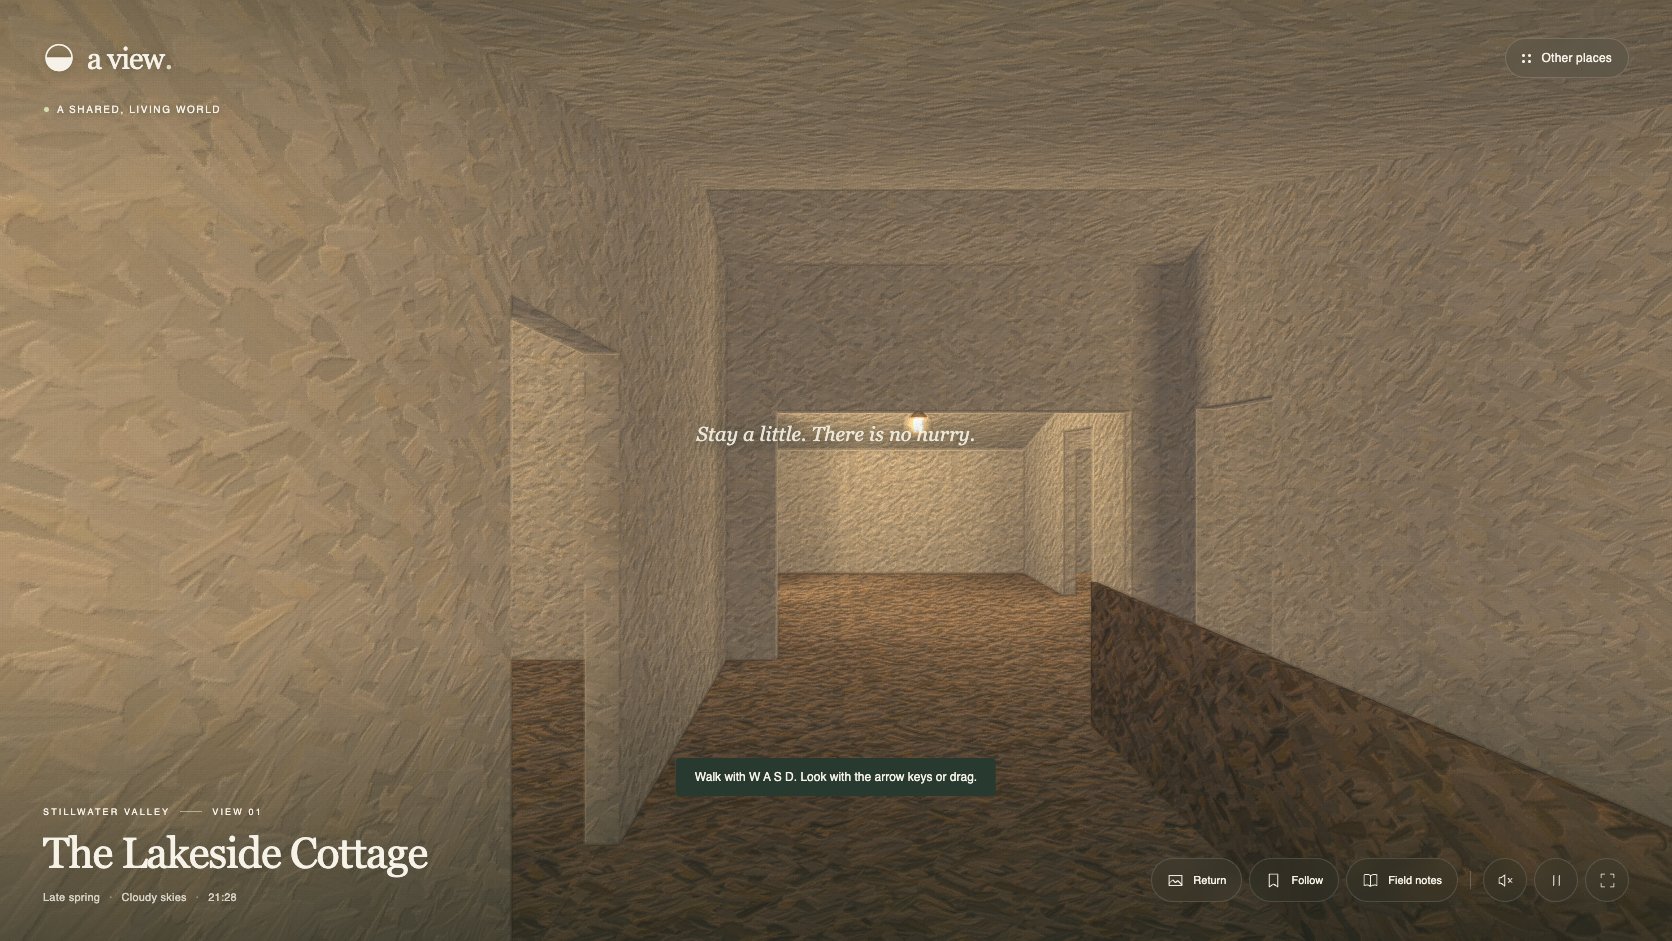 a view.
Other places
A SHARED, LIVING WORLD
Stay a little. There is no hurry.
Walk with W A S D. Look with the arrow keys or drag.
STILLWATER VALLEY — VIEW 01
The Lakeside Cottage
Late spring · Cloudy skies · 21:28
Return
Follow
Field notes